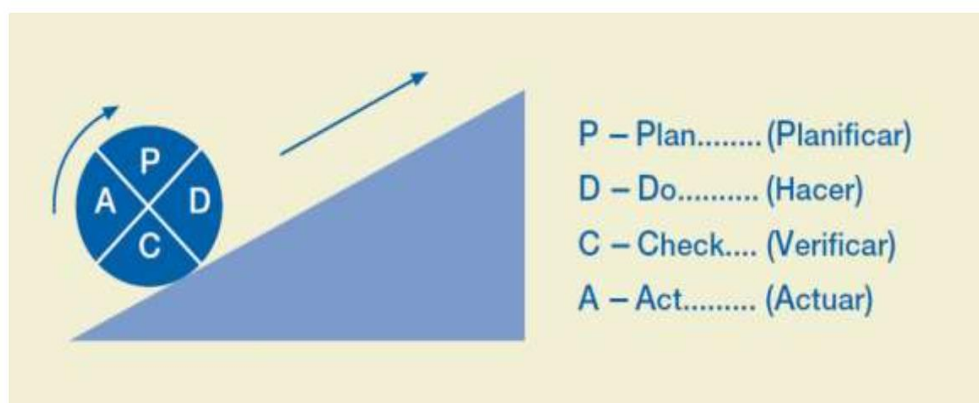 P
A D
C
P – Plan........ (Planificar)
D – Do.......... (Hacer)
C – Check.... (Verificar)
A – Act......... (Actuar)